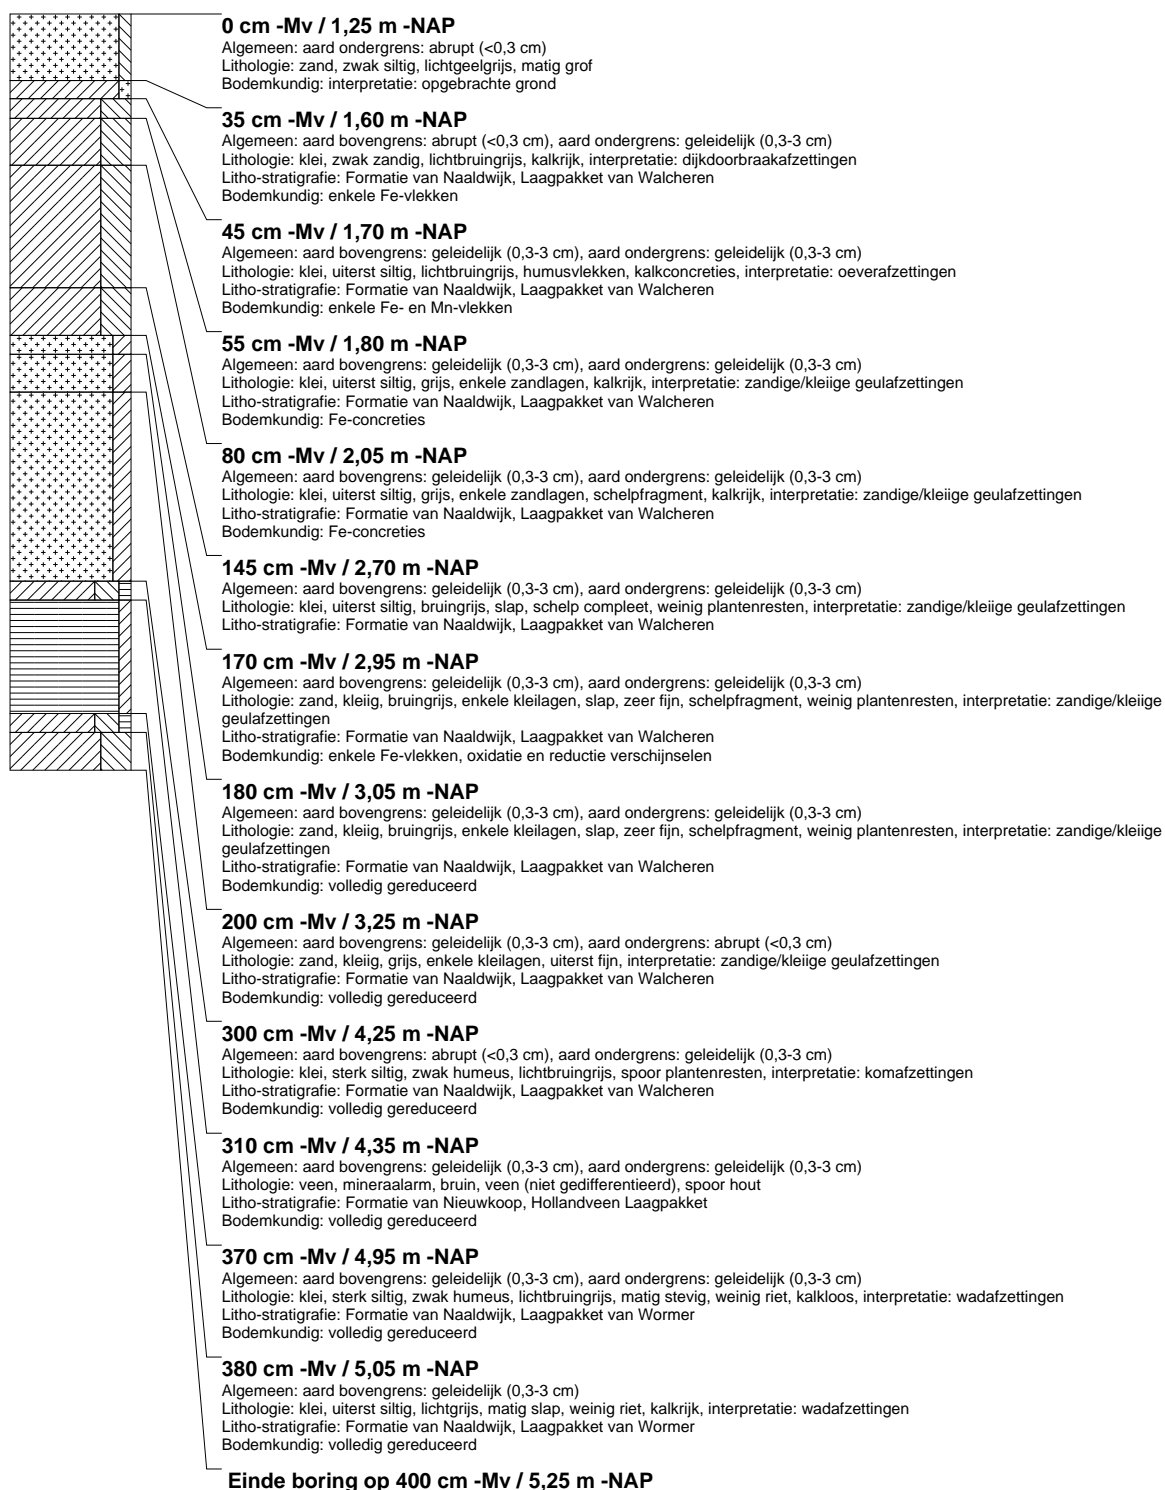 0 cm -Mv / 1,25 m -NAP
Algemeen: aard ondergrens: abrupt (<0,3 cm)
Lithologie: zand, zwak siltig, lichtgeelgrijs, matig grof
Bodemkundig: interpretatie: opgebrachte grond
35 cm -Mv / 1,60 m -NAP
Algemeen: aard bovengrens: abrupt (<0,3 cm), aard ondergrens: geleidelijk (0,3-3 cm)
Lithologie: klei, zwak zandig, lichtbruingrijs, kalkrijk, interpretatie: dijkdoorbraakafzettingen
Litho-stratigrafie: Formatie van Naaldwijk, Laagpakket van Walcheren
Bodemkundig: enkele Fe-vlekken
45 cm -Mv / 1,70 m -NAP
Algemeen: aard bovengrens: geleidelijk (0,3-3 cm), aard ondergrens: geleidelijk (0,3-3 cm)
Lithologie: klei, uiterst siltig, lichtbruingrijs, humusvlekken, kalkconcreties, interpretatie: oeverafzettingen
Litho-stratigrafie: Formatie van Naaldwijk, Laagpakket van Walcheren
Bodemkundig: enkele Fe- en Mn-vlekken
55 cm -Mv / 1,80 m -NAP
Algemeen: aard bovengrens: geleidelijk (0,3-3 cm), aard ondergrens: geleidelijk (0,3-3 cm)
Lithologie: klei, uiterst siltig, grijs, enkele zandlagen, kalkrijk, interpretatie: zandige/kleiige geulafzettingen
Litho-stratigrafie: Formatie van Naaldwijk, Laagpakket van Walcheren
Bodemkundig: Fe-concreties
80 cm -Mv / 2,05 m -NAP
Algemeen: aard bovengrens: geleidelijk (0,3-3 cm), aard ondergrens: geleidelijk (0,3-3 cm)
Lithologie: klei, uiterst siltig, grijs, enkele zandlagen, schelpfragment, kalkrijk, interpretatie: zandige/kleiige geulafzettingen
Litho-stratigrafie: Formatie van Naaldwijk, Laagpakket van Walcheren
Bodemkundig: Fe-concreties
145 cm -Mv / 2,70 m -NAP
Algemeen: aard bovengrens: geleidelijk (0,3-3 cm), aard ondergrens: geleidelijk (0,3-3 cm)
Lithologie: klei, uiterst siltig, bruingrijs, slap, schelp compleet, weinig plantenresten, interpretatie: zandige/kleiige geulafzettingen
Litho-stratigrafie: Formatie van Naaldwijk, Laagpakket van Walcheren
170 cm -Mv / 2,95 m -NAP
Algemeen: aard bovengrens: geleidelijk (0,3-3 cm), aard ondergrens: geleidelijk (0,3-3 cm)
Lithologie: zand, kleiig, bruingrijs, enkele kleilagen, slap, zeer fijn, schelpfragment, weinig plantenresten, interpretatie: zandige/kleiige
geulafzettingen
Litho-stratigrafie: Formatie van Naaldwijk, Laagpakket van Walcheren
Bodemkundig: enkele Fe-vlekken, oxidatie en reductie verschijnselen
180 cm -Mv / 3,05 m -NAP
Algemeen: aard bovengrens: geleidelijk (0,3-3 cm), aard ondergrens: geleidelijk (0,3-3 cm)
Lithologie: zand, kleiig, bruingrijs, enkele kleilagen, slap, zeer fijn, schelpfragment, weinig plantenresten, interpretatie: zandige/kleiige
geulafzettingen
Litho-stratigrafie: Formatie van Naaldwijk, Laagpakket van Walcheren
Bodemkundig: volledig gereduceerd
200 cm -Mv / 3,25 m -NAP
Algemeen: aard bovengrens: geleidelijk (0,3-3 cm), aard ondergrens: abrupt (<0,3 cm)
Lithologie: zand, kleiig, grijs, enkele kleilagen, uiterst fijn, interpretatie: zandige/kleiige geulafzettingen
Litho-stratigrafie: Formatie van Naaldwijk, Laagpakket van Walcheren
Bodemkundig: volledig gereduceerd
300 cm -Mv / 4,25 m -NAP
Algemeen: aard bovengrens: abrupt (<0,3 cm), aard ondergrens: geleidelijk (0,3-3 cm)
Lithologie: klei, sterk siltig, zwak humeus, lichtbruingrijs, spoor plantenresten, interpretatie: komafzettingen
Litho-stratigrafie: Formatie van Naaldwijk, Laagpakket van Walcheren
Bodemkundig: volledig gereduceerd
310 cm -Mv / 4,35 m -NAP
Algemeen: aard bovengrens: geleidelijk (0,3-3 cm), aard ondergrens: geleidelijk (0,3-3 cm)
Lithologie: veen, mineraalarm, bruin, veen (niet gedifferentieerd), spoor hout
Litho-stratigrafie: Formatie van Nieuwkoop, Hollandveen Laagpakket
Bodemkundig: volledig gereduceerd
370 cm -Mv / 4,95 m -NAP
Algemeen: aard bovengrens: geleidelijk (0,3-3 cm), aard ondergrens: geleidelijk (0,3-3 cm)
Lithologie: klei, sterk siltig, zwak humeus, lichtbruingrijs, matig stevig, weinig riet, kalkloos, interpretatie: wadafzettingen
Litho-stratigrafie: Formatie van Naaldwijk, Laagpakket van Wormer
Bodemkundig: volledig gereduceerd
380 cm -Mv / 5,05 m -NAP
Algemeen: aard bovengrens: geleidelijk (0,3-3 cm)
Lithologie: klei, uiterst siltig, lichtgrijs, matig slap, weinig riet, kalkrijk, interpretatie: wadafzettingen
Litho-stratigrafie: Formatie van Naaldwijk, Laagpakket van Wormer
Bodemkundig: volledig gereduceerd
Einde boring op 400 cm -Mv / 5,25 m -NAP